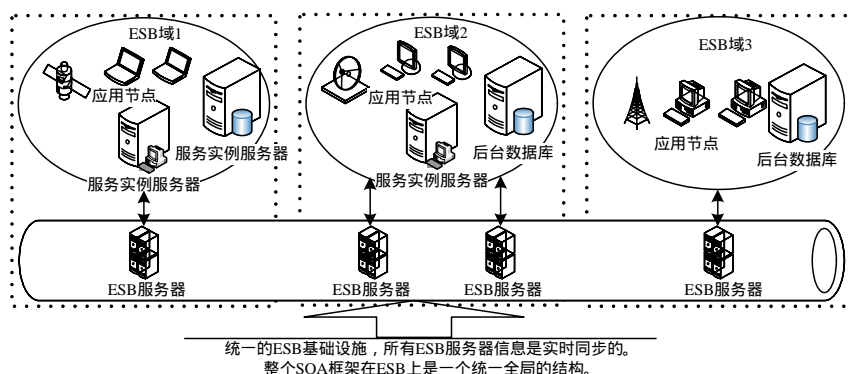 ESB域1
应用节点
服务实例服务器
服务实例服务器
ESB域2
应用节点
后台数据库
服务实例服务器
ESB域3
应用节点
后台数据库
ESB服务器
ESB服务器
ESB服务器
ESB服务器
统一的ESB基础设施，所有ESB服务器信息是实时同步的。
整个SOA框架在ESB上是一个统一全局的结构。